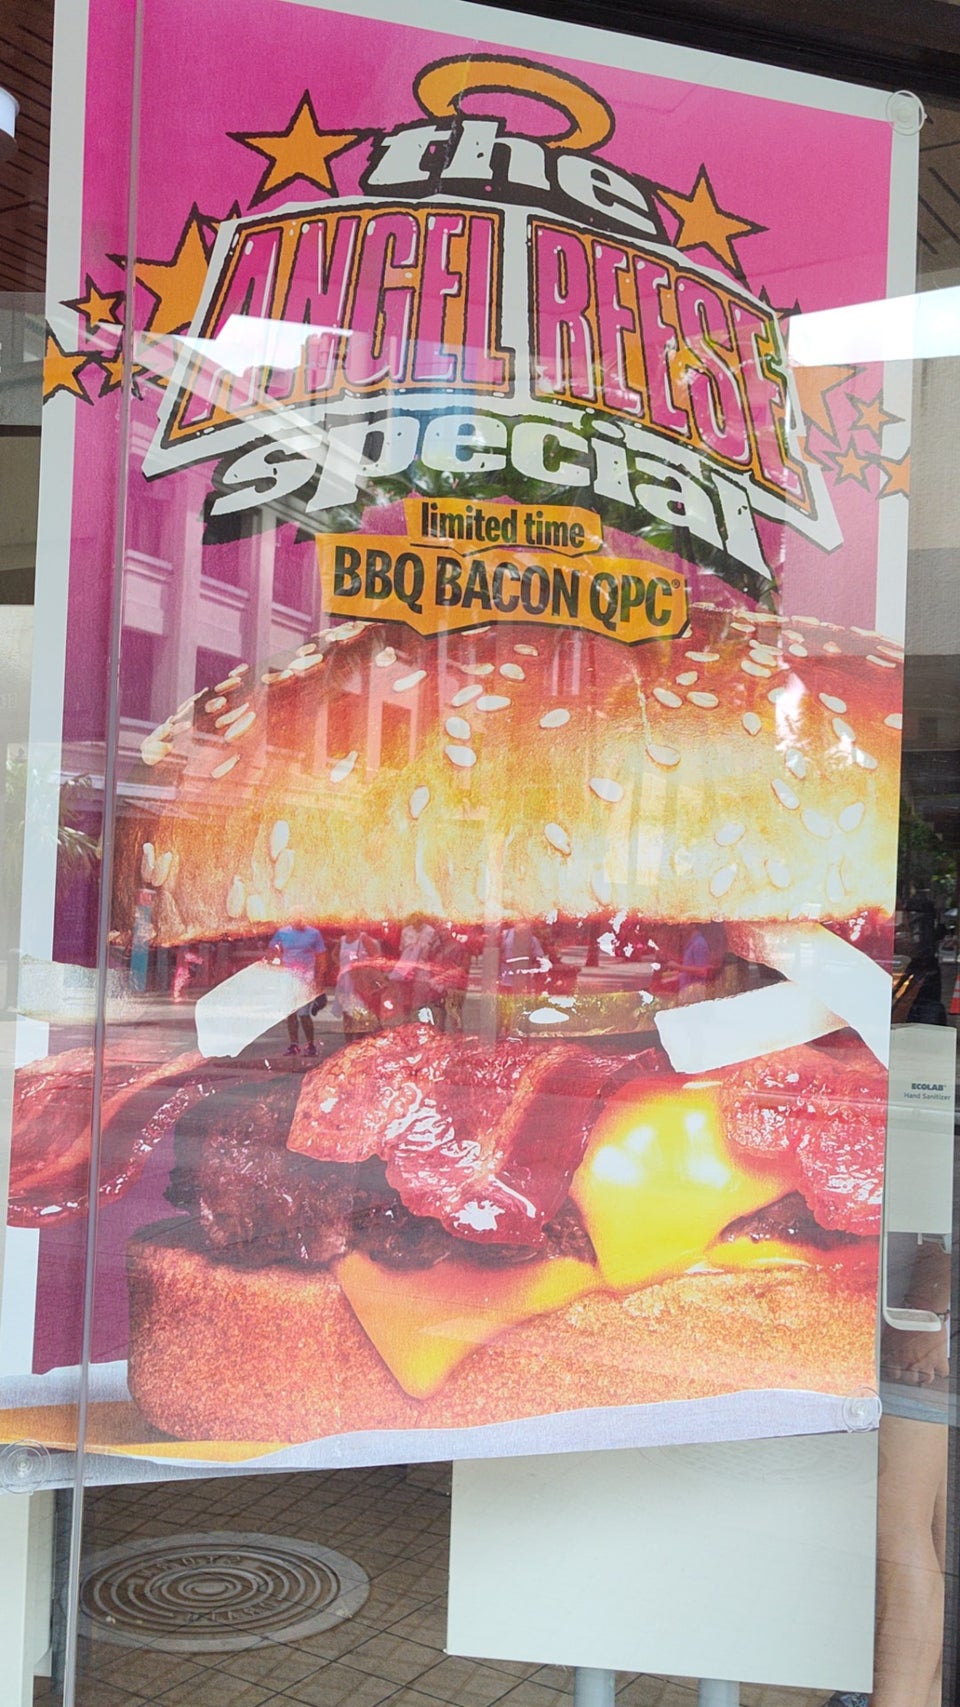 the
ANGEL REESE
special
limited time
BBQ BACON QPC®
ECOLAB®
Hand Sanitizer